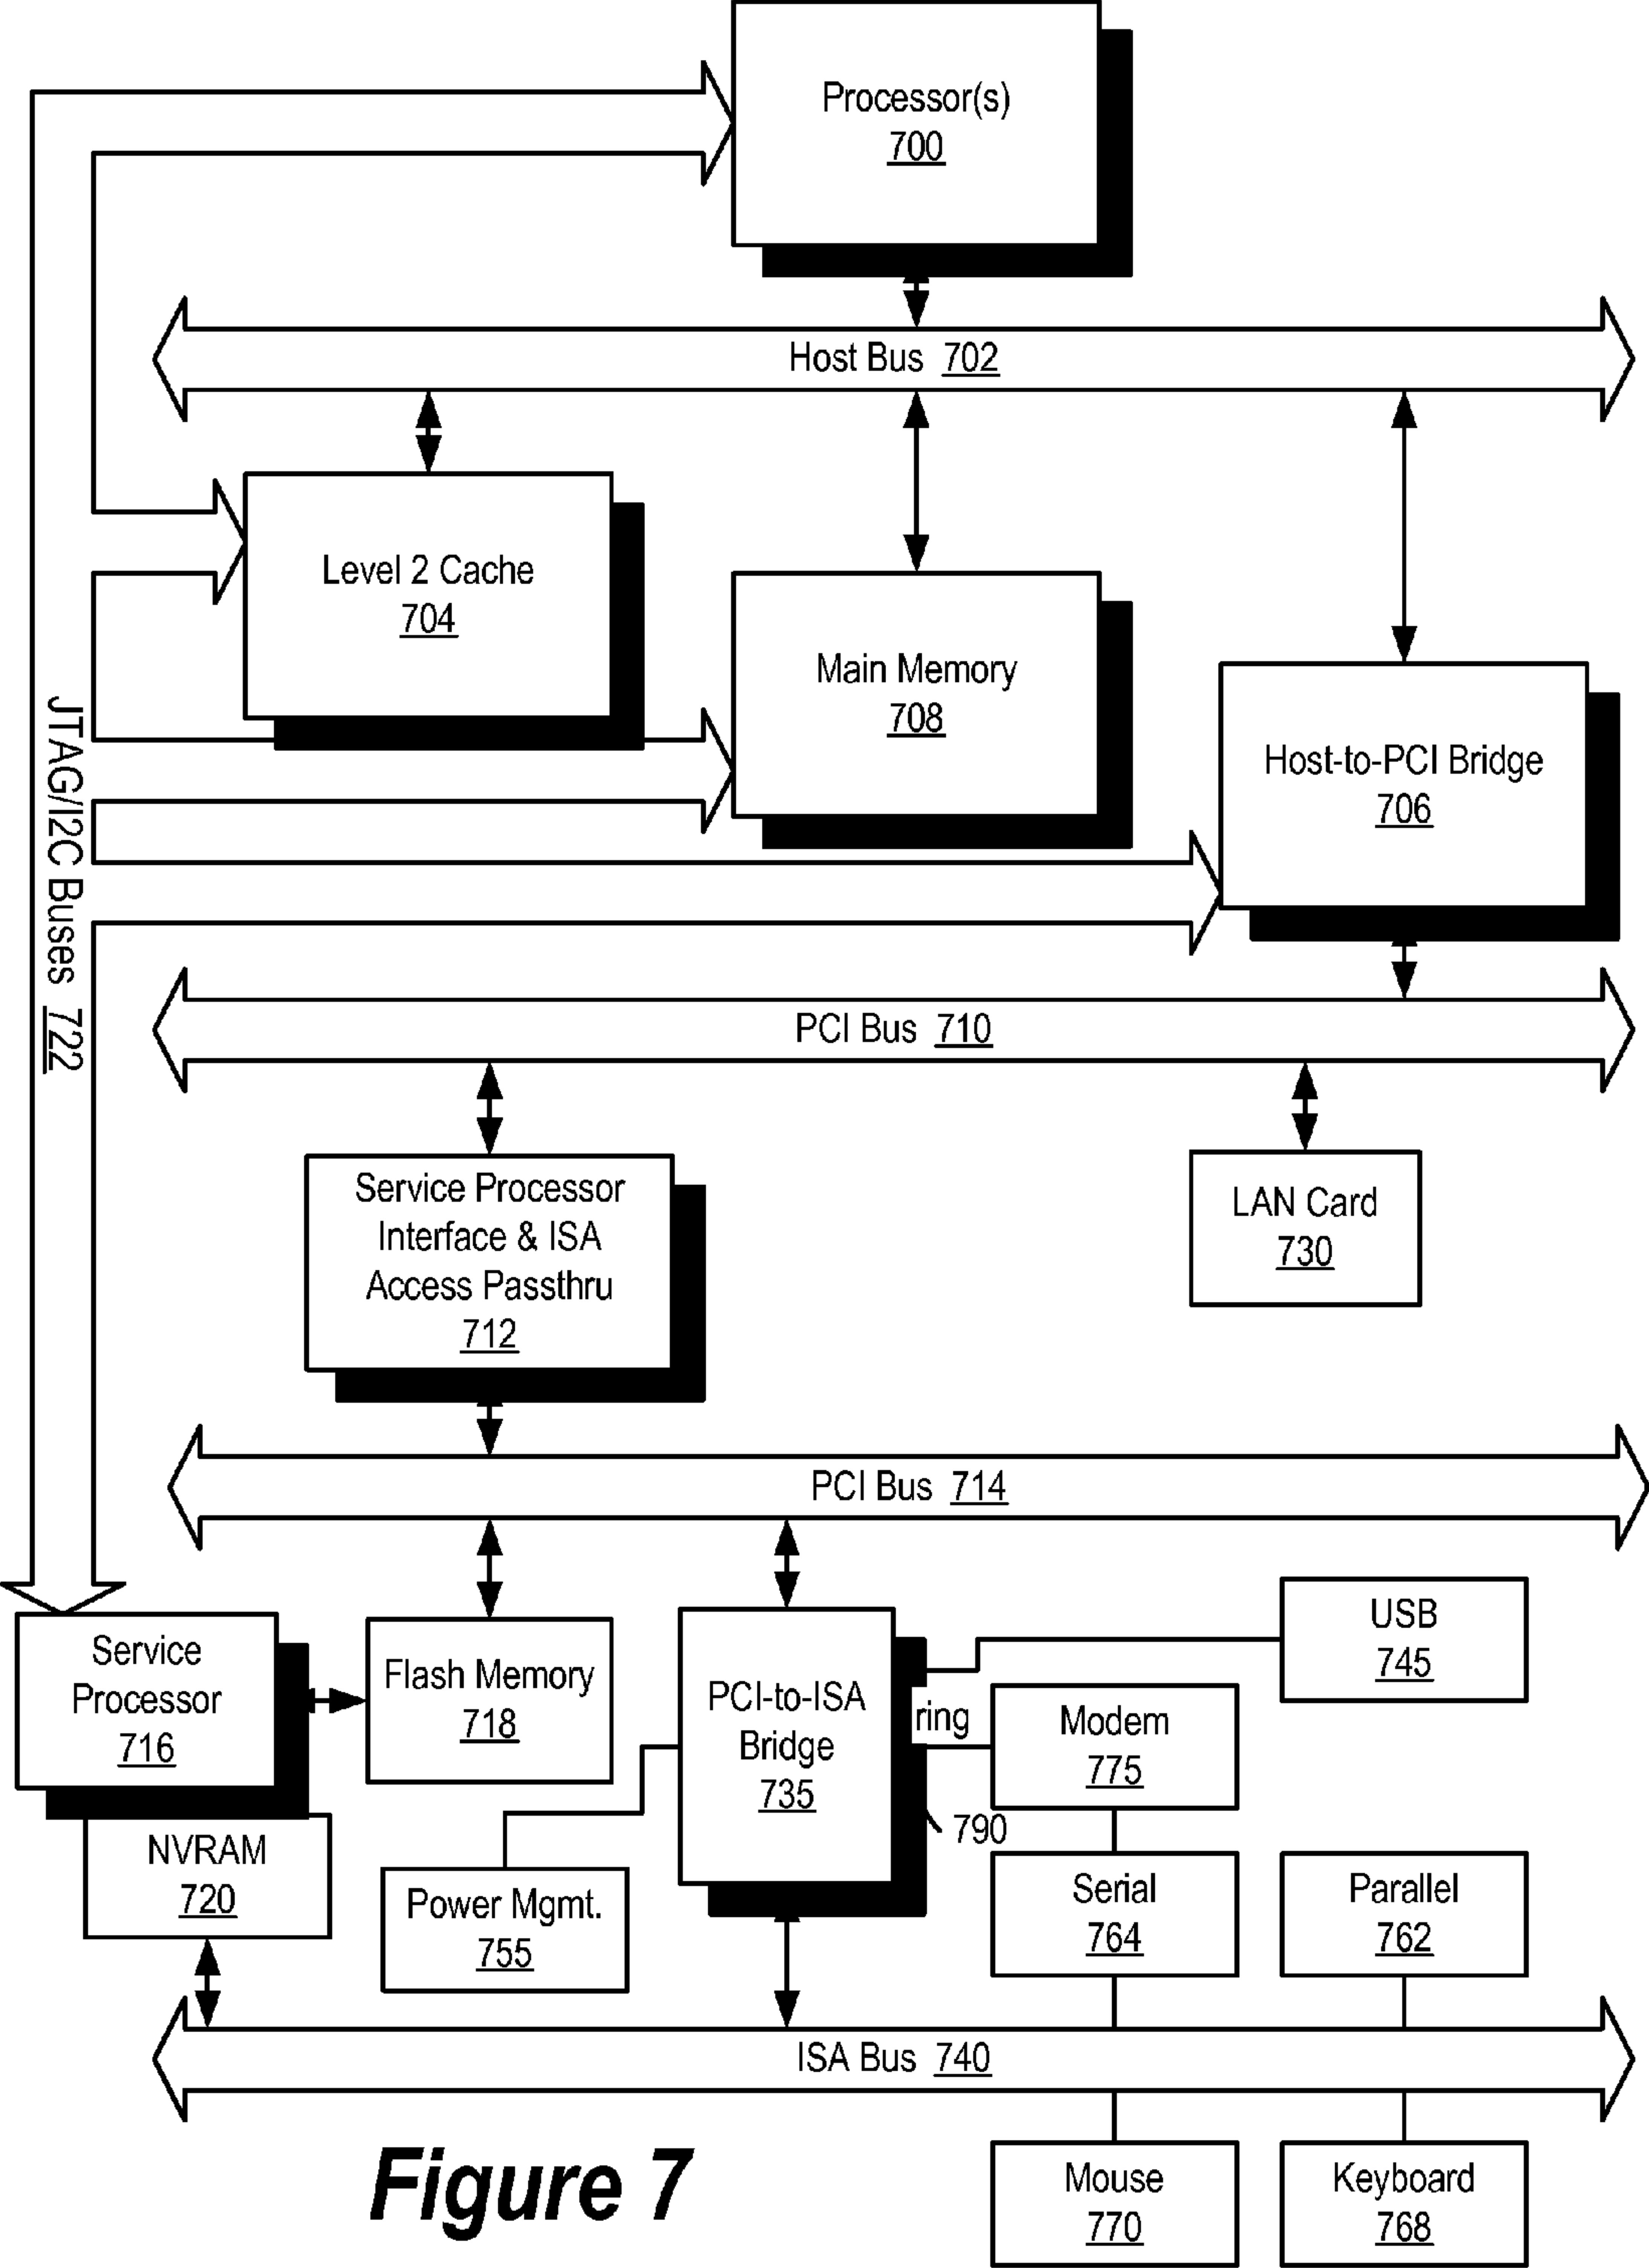 Processor(s)
700
Host Bus 702
Level 2 Cache
704
Main Memory
708
Host-to-PCI Bridge
706
JTAG/I2C Buses 722
PCI Bus 710
Service Processor
Interface & ISA
Access Passthru
712
LAN Card
730
PCI Bus 714
Service
Processor
716
Flash Memory
718
PCI-to-ISA
Bridge
735
USB
745
ring
Modem
775
790
NVRAM
720
Power Mgmt.
755
Serial
764
Parallel
762
ISA Bus 740
Mouse
770
Keyboard
768
Figure 7